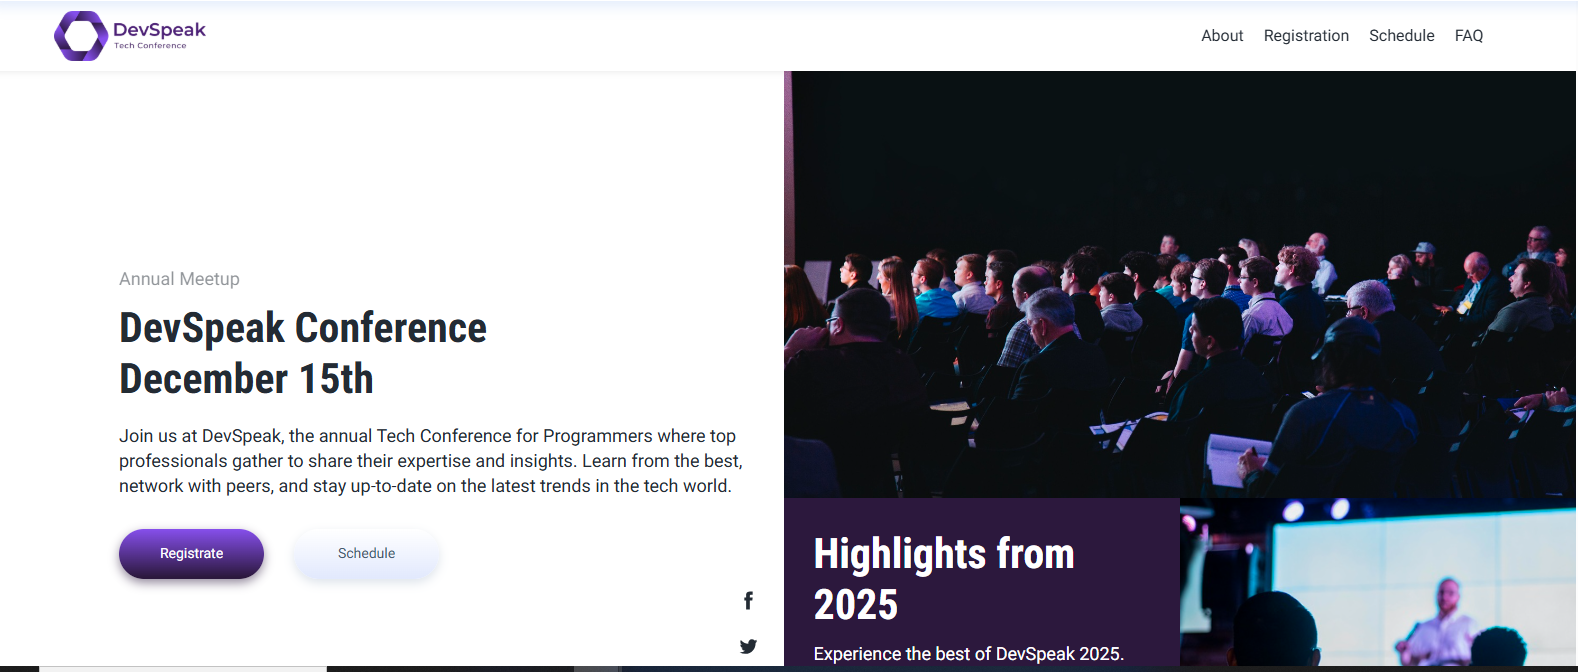 DevSpeak
Tech Conference
About Registration Schedule FAQ
Annual Meetup
DevSpeak Conference
December 15th
Join us at DevSpeak, the annual Tech Conference for Programmers where top
professionals gather to share their expertise and insights. Learn from the best,
network with peers, and stay up-to-date on the latest trends in the tech world.
Registrate Schedule
Highlights from
2025
Experience the best of DevSpeak 2025.